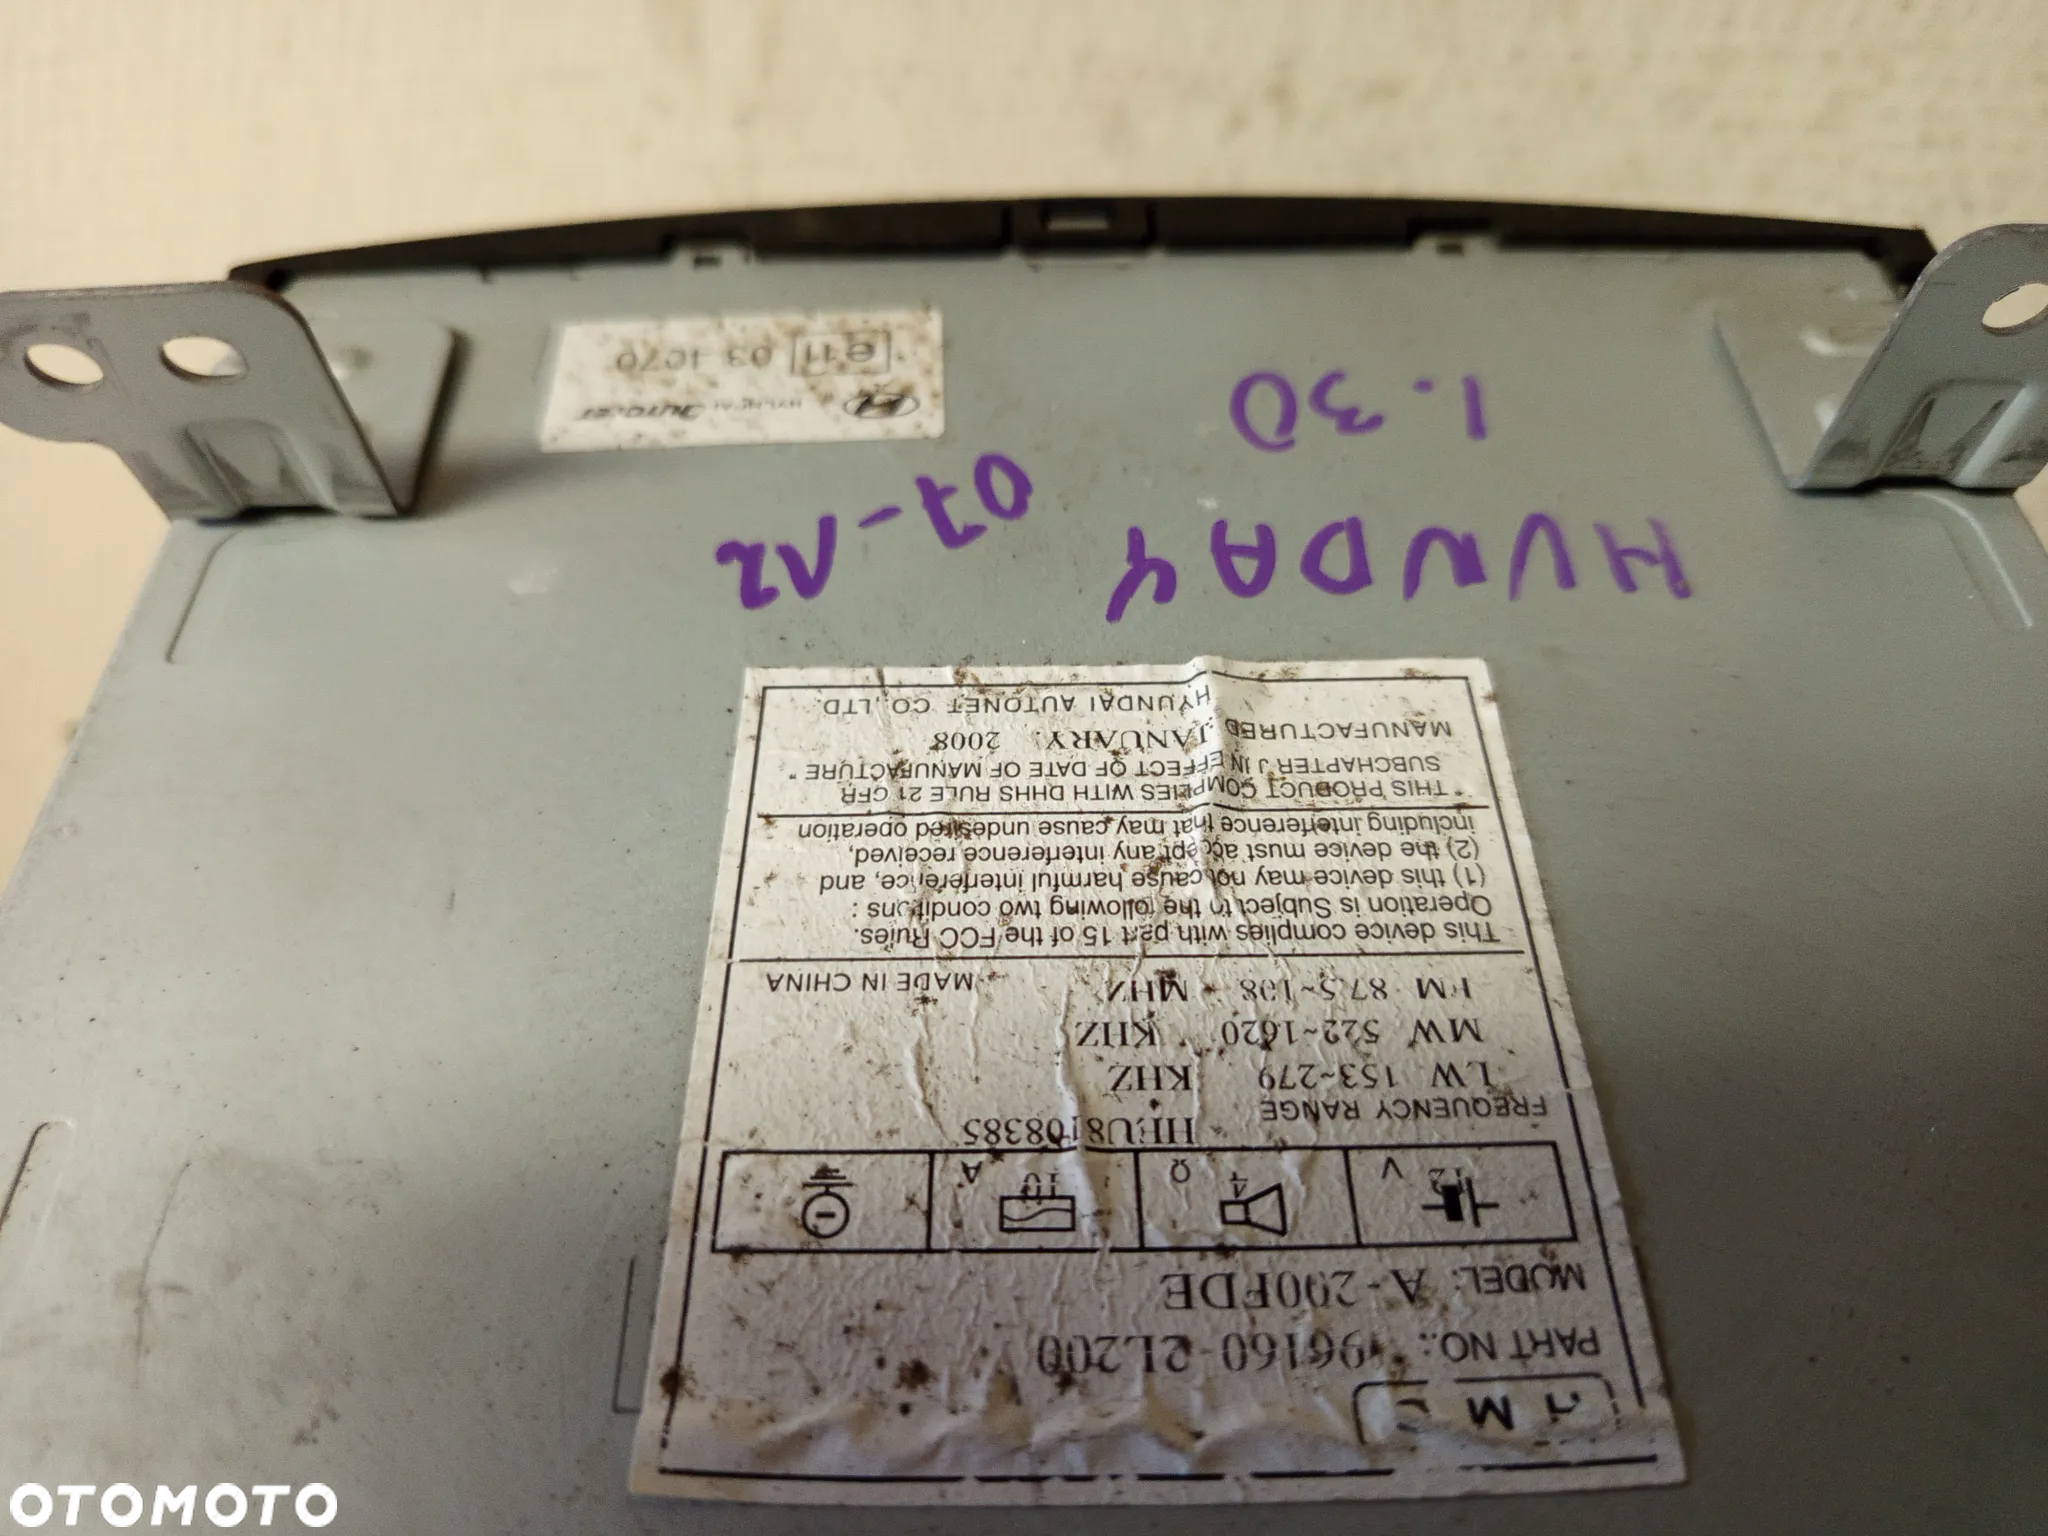 HMC
PART NO.: 96160-2L200
MODEL: A-200FDE
12 V
4 Ω
10 A
HEU8108385
FREQUENCY RANGE
LW 153~279 KHZ
MW 522~1620 KHZ
FM 87.5~108 MHZ
MADE IN CHINA
This device complies with part 15 of the FCC Rules.
Operation is Subject to the following two conditions :
(1) this device may not cause harmful interference, and
(2) the device must accept any interference received,
including interference that may cause undesired operation
"THIS PRODUCT COMPLIES WITH DHHS RULE 21 CFR
SUBCHAPTER J IN EFFECT OF DATE OF MANUFACTURE"
MANUFACTURED: JANUARY. 2008
HYUNDAI AUTONET CO.,LTD.
HVNDAY
07-12
I.30
HYUNDAI AUTONET
e11 03 1C70
OTOMOTO